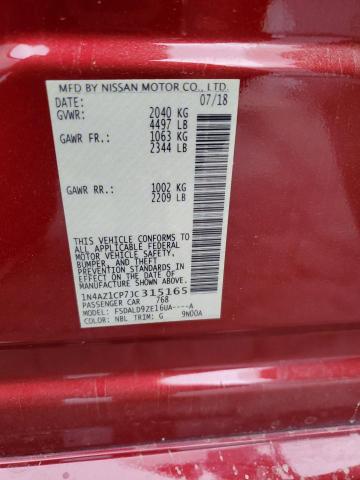 MFD BY NISSAN MOTOR CO., LTD.
DATE: 07/18
GVWR: 2040 KG
4497 LB
GAWR FR.: 1063 KG
2344 LB
GAWR RR.: 1002 KG
2209 LB
THIS VEHICLE CONFORMS TO
ALL APPLICABLE FEDERAL
MOTOR VEHICLE SAFETY,
BUMPER, AND THEFT
PREVENTION STANDARDS IN
EFFECT ON THE DATE OF
MANUFACTURE SHOWN ABOVE.
1N4AZ1CP7JC315165
PASSENGER CAR 768
MODEL: FSDALD9ZE16UA----A
COLOR: NBL TRIM: G 9N00A